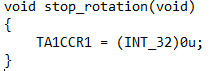 void stop_rotation(void)
{
    TA1CCR1 = (INT_32)0u;
}